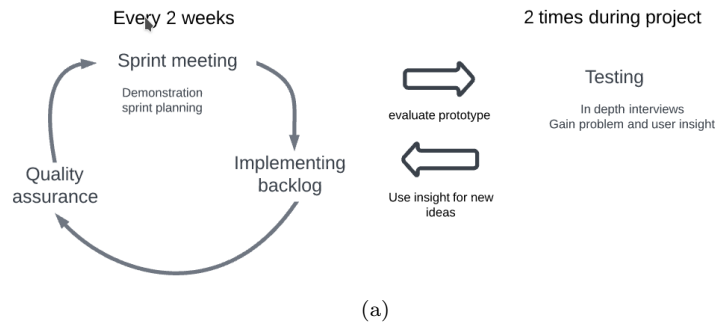 Every 2 weeks
2 times during project
Sprint meeting
Demonstration
sprint planning
Testing
In depth interviews
Gain problem and user insight
evaluate prototype
Implementing
backlog
Quality
assurance
Use insight for new
ideas
(a)